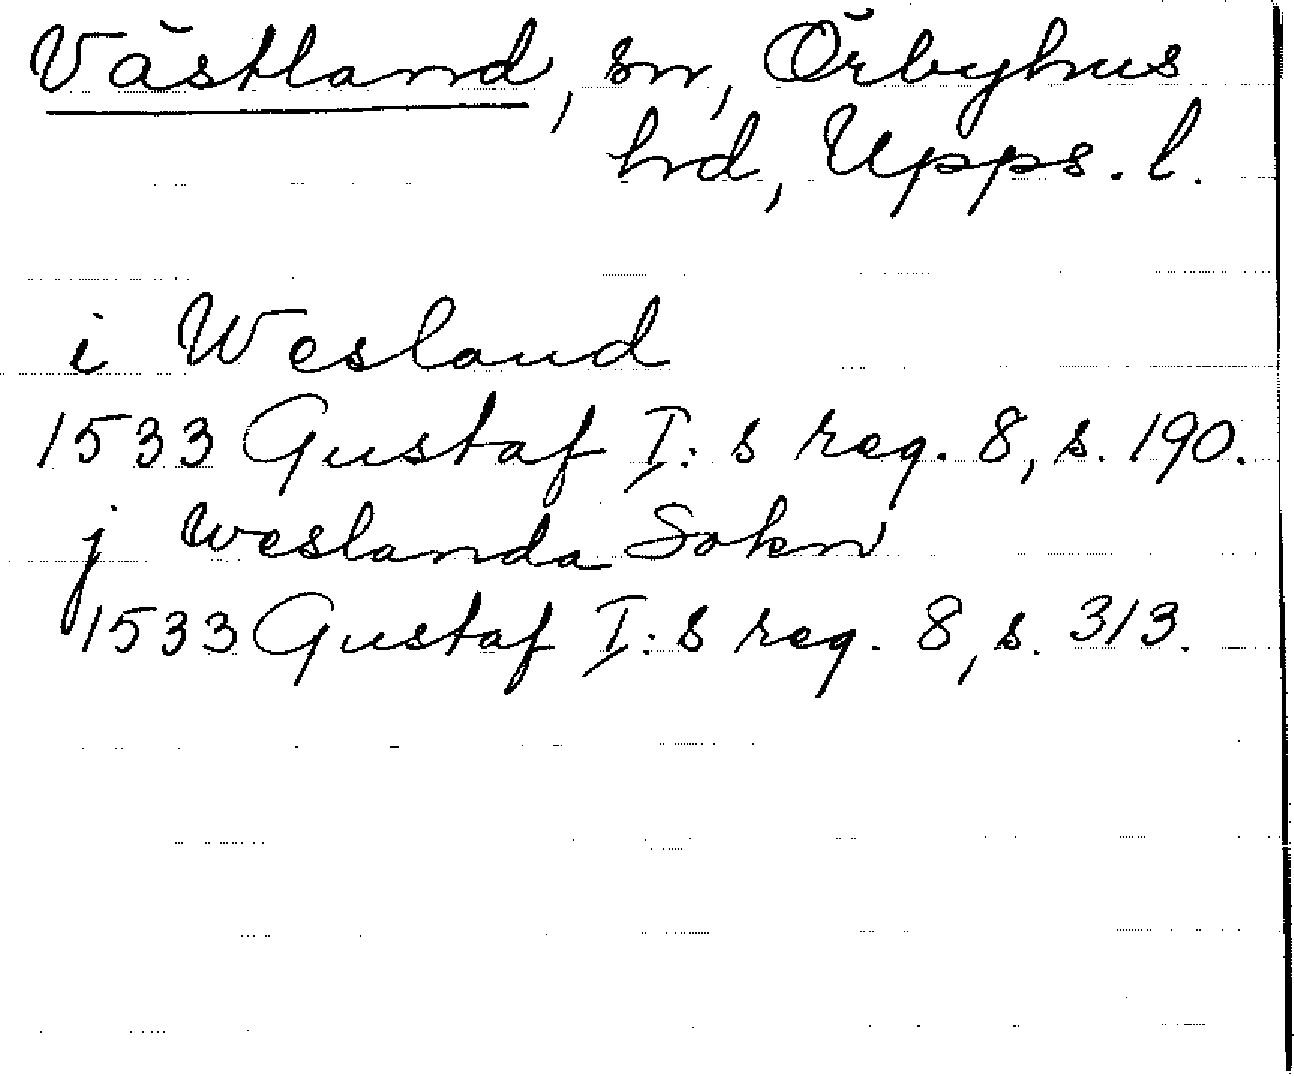 Västland, sn, Örbyhus
hd, Upps. l.
i Wesland
1533 Gustaf I:s reg. 8, s. 190.
j weslanda Sokn
1533 Gustaf I:s reg. 8, s. 313.